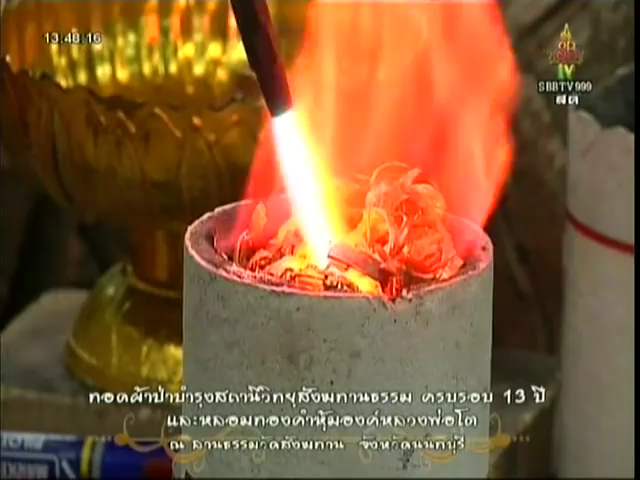 13:48:16
SBBTV 999
สด
ทอดผ้าป่าบำรุงสถานีวิทยุสังฆทานธรรม ครบรอบ 13 ปี
และหลอมทองคำหุ้มองค์หลวงพ่อโต
ณ ลานธรรมวัดสังฆทาน จังหวัดนนทบุรี